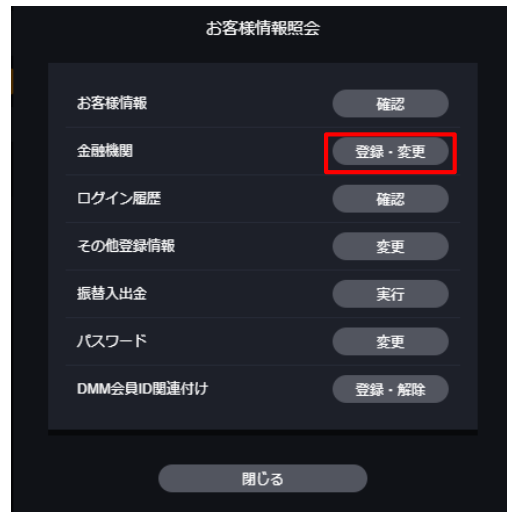 お客様情報照会
お客様情報 確認
金融機関 登録・変更
ログイン履歴 確認
その他登録情報 変更
振替入出金 実行
パスワード 変更
DMM会員ID関連付け 登録・解除
閉じる